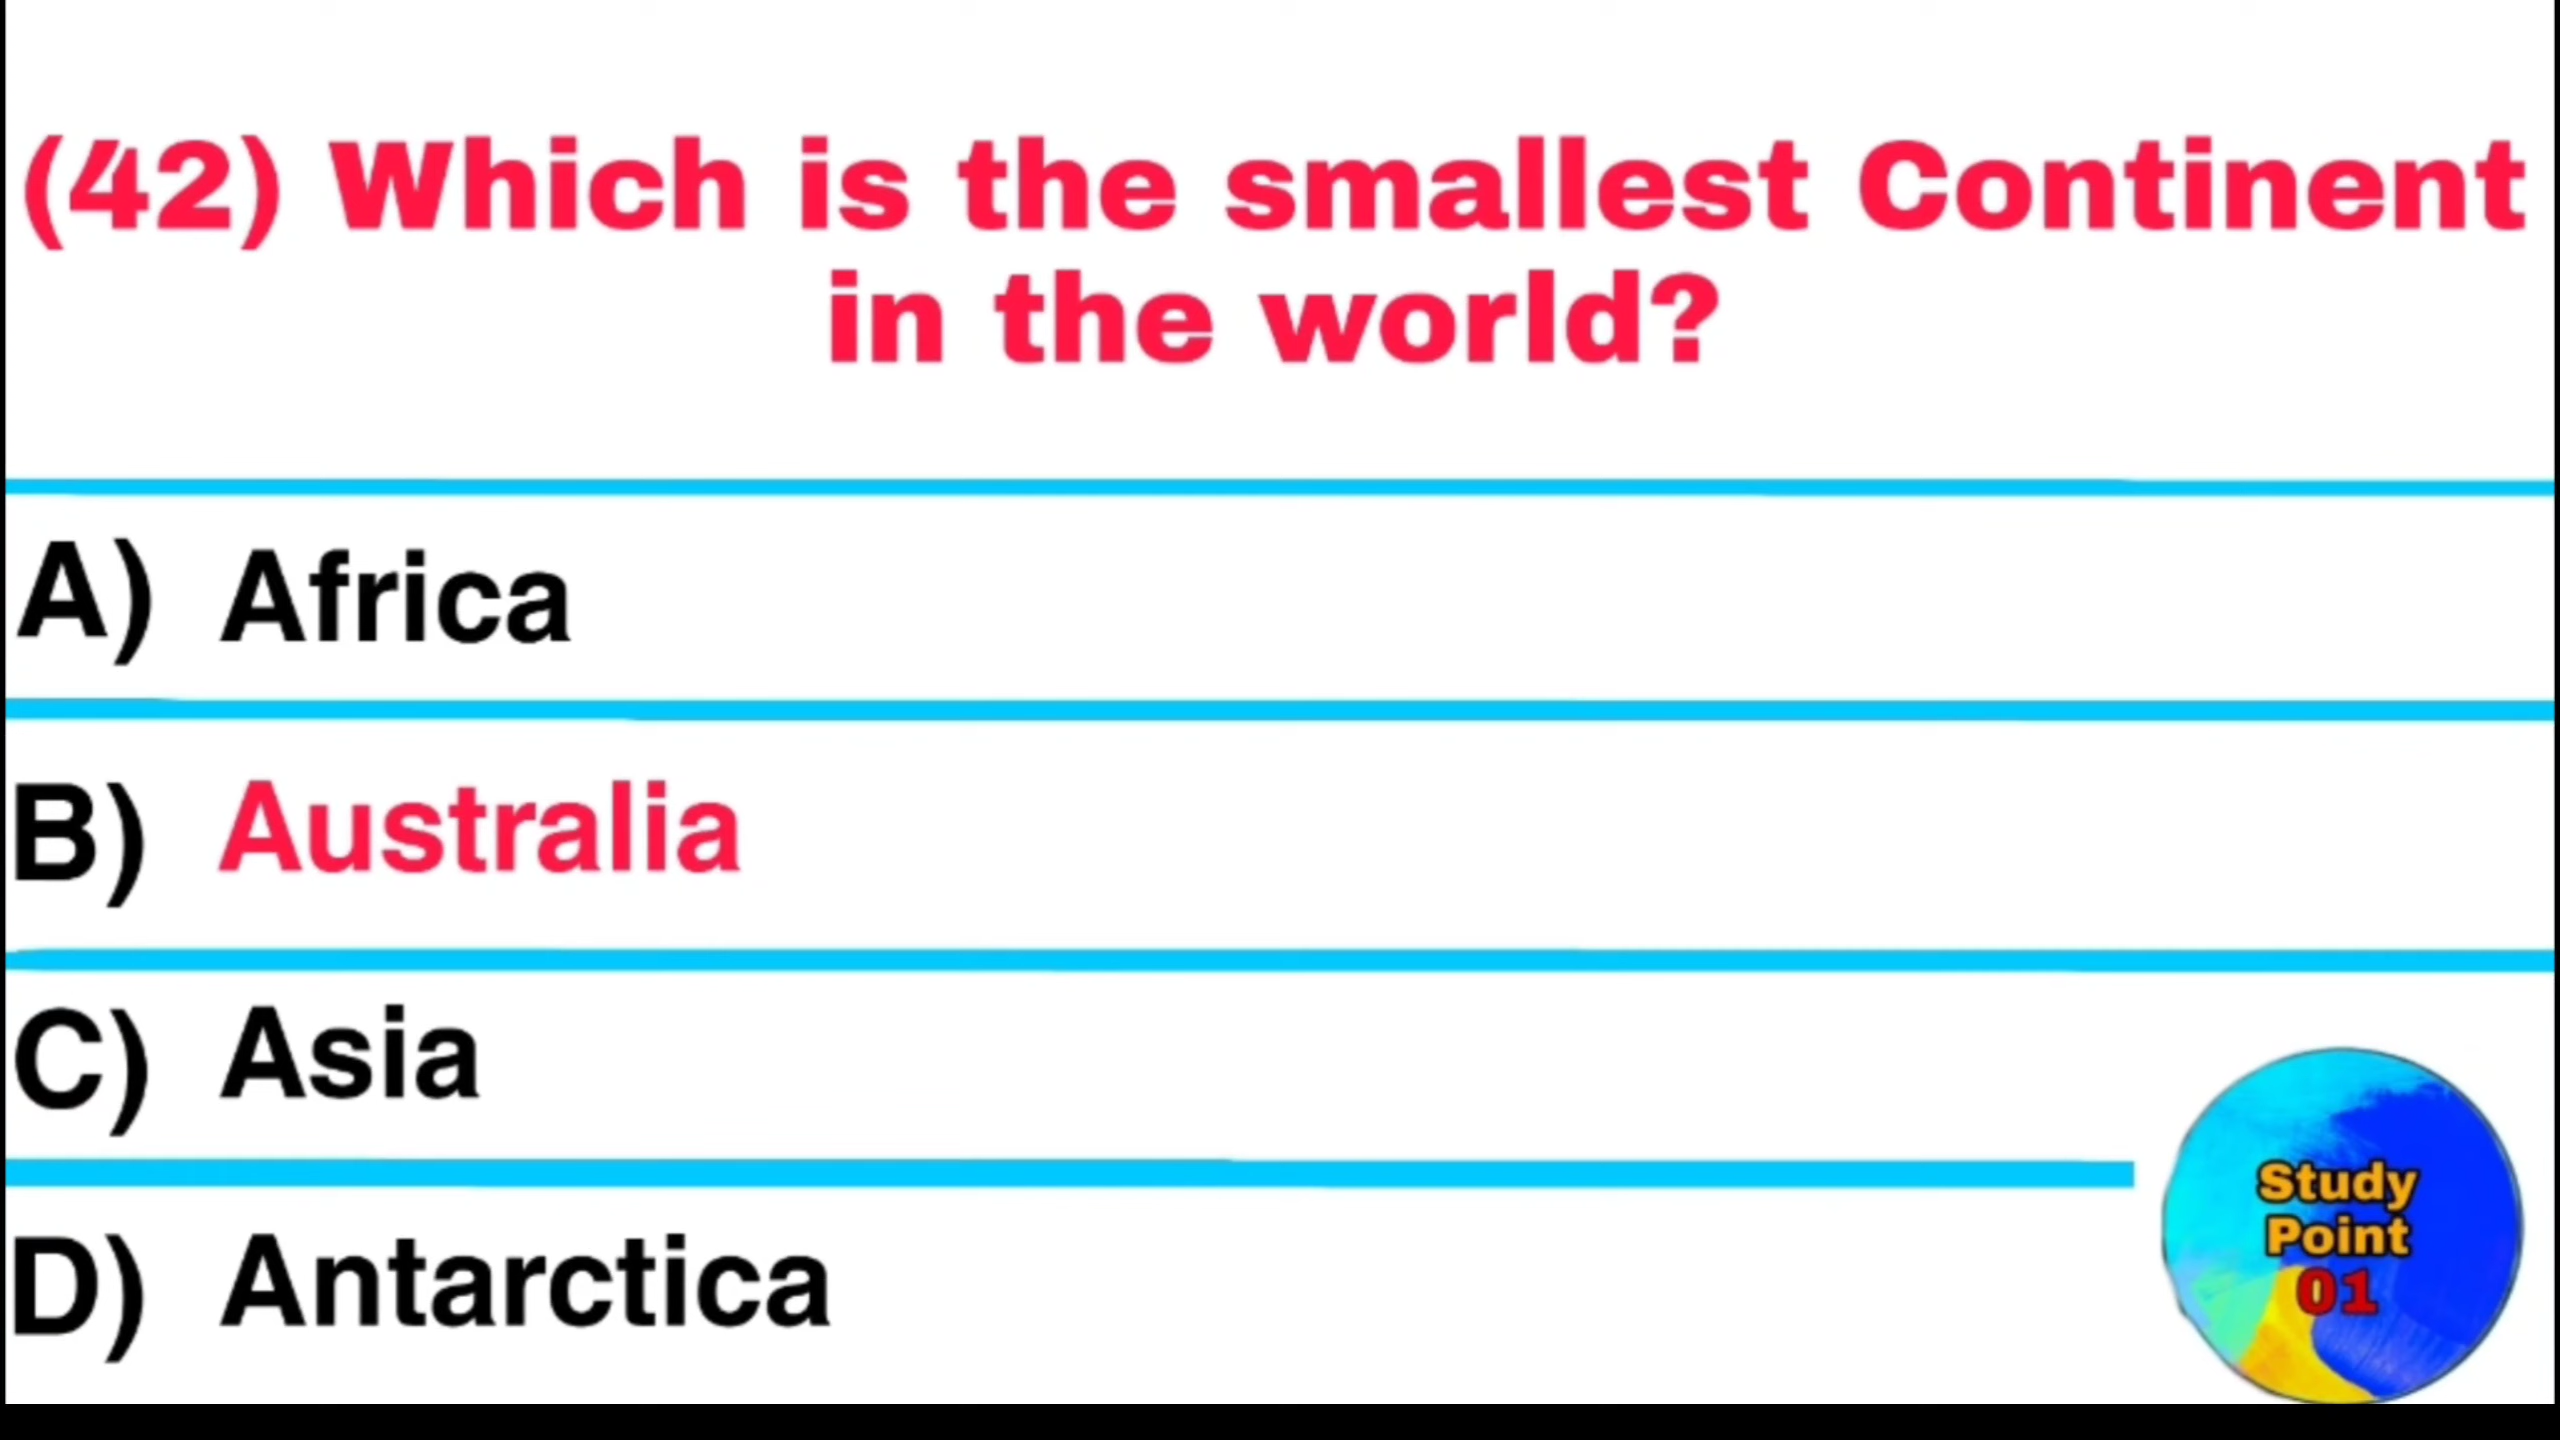 (42) Which is the smallest Continent
in the world?
A) Africa
B) Australia
C) Asia
D) Antarctica
Study
Point
01